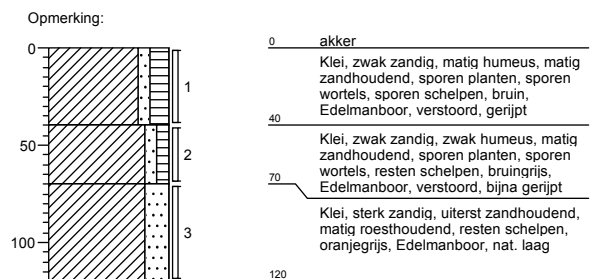 Opmerking:
0
50
100
1
2
3
0 akker
Klei, zwak zandig, matig humeus, matig
zandhoudend, sporen planten, sporen
wortels, sporen schelpen, bruin,
Edelmanboor, verstoord, gerijpt
40
Klei, zwak zandig, zwak humeus, matig
zandhoudend, sporen planten, sporen
wortels, resten schelpen, bruingrijs,
Edelmanboor, verstoord, bijna gerijpt
70
Klei, sterk zandig, uiterst zandhoudend,
matig roesthoudend, resten schelpen,
oranjegrijs, Edelmanboor, nat. laag
120